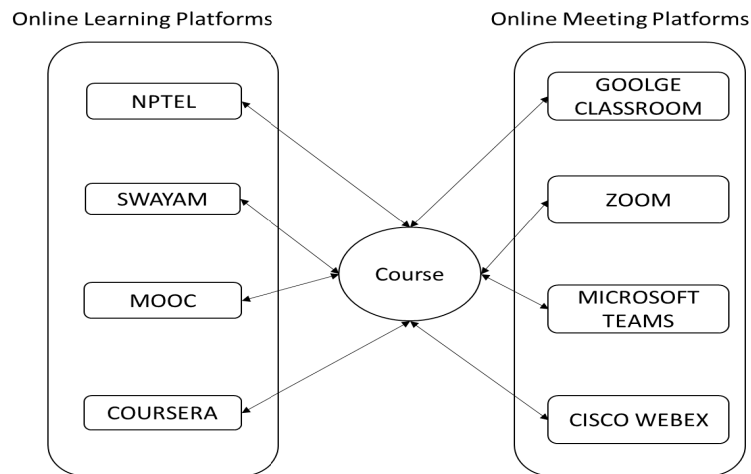 Online Learning Platforms
NPTEL
SWAYAM
MOOC
COURSERA
Course
Online Meeting Platforms
GOOLGE
CLASSROOM
ZOOM
MICROSOFT
TEAMS
CISCO WEBEX